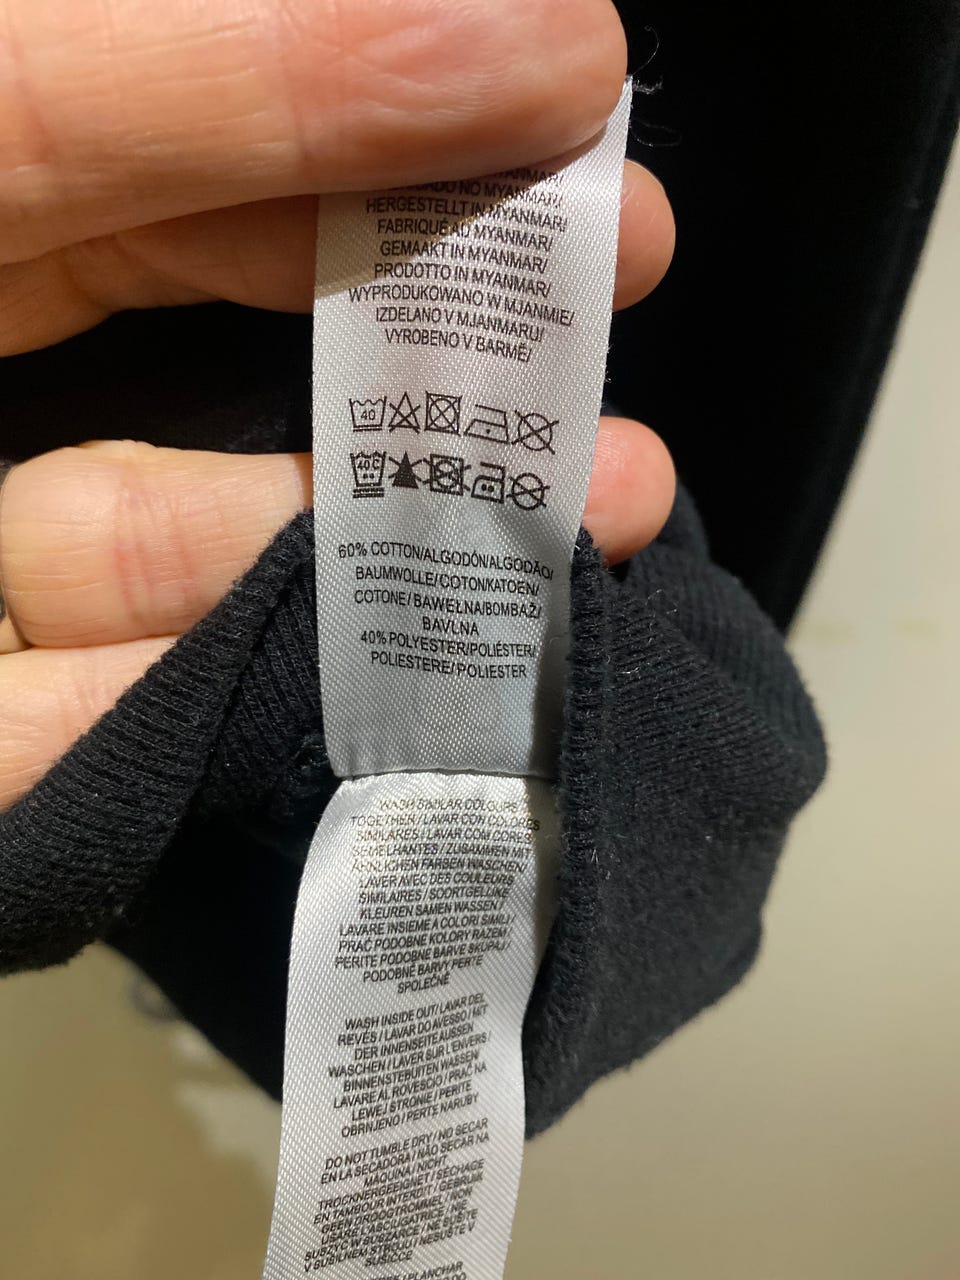 MYANMAR/
NO MYANMAR/
HERGESTELLT IN MYANMAR/
FABRIQUÉ AU MYANMAR/
GEMAAKT IN MYANMAR/
PRODOTTO IN MYANMAR/
WYPRODUKOWANO W MJANMIE/
IZDELANO V MJANMARU/
VYROBENO V BARMĚ/
40
40 C
60% COTTON/ALGODÓN/ALGODÃO/
BAUMWOLLE/COTON/KATOEN/
COTONE/BAWEŁNA/BOMBAŽ/
BAVLNA
40% POLYESTER/POLIÉSTER/
POLIESTERE/POLIESTER
WASH SIMILAR COLOURS
TOGETHER/LAVAR CON COLORES
SIMILARES/LAVAR COM CORES
SEMELHANTES/ZUSAMMEN MIT
ÄHNLICHEN FARBEN WASCHEN/
LAVER AVEC DES COULEURS
SIMILAIRES/SOORTGELIJKE
KLEUREN SAMEN WASSEN/
LAVARE INSIEME A COLORI SIMILI/
PRAĆ PODOBNE KOLORY RAZEM/
PERITE PODOBNE BARVE SKUPAJ/
PODOBNÉ BARVY PERTE
SPOLEČNĚ
WASH INSIDE OUT/LAVAR DEL
REVÉS/LAVAR DO AVESSO/MIT
DER INNENSEITE AUSSEN
WASCHEN/LAVER SUR L'ENVERS/
BINNENSTEBUITEN WASSEN
LAVARE AL ROVESCIO/PRAĆ NA
LEWEJ STRONIE/PERITE
OBRNJENO/PERTE NARUBY
DO NOT TUMBLE DRY/NO SECAR
EN LA SECADORA/NÃO SECAR NA
MÁQUINA/NICHT
TROCKNERGEEIGNET/SÉCHAGE
EN TAMBOUR INTERDIT/GEBRUIK
GEEN DROOGTROMMEL/NON
USARE L'ASCIUGATRICE/NIE
SUSZYĆ W SUSZARCE/NE SUŠITE
V SUŠILNEM STROJU/NESUŠTE V
SUŠIČCE
/PLANCHAR